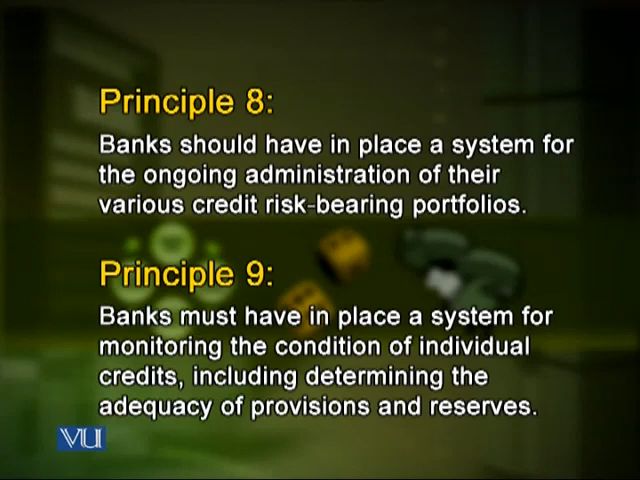 Principle 8:
Banks should have in place a system for
the ongoing administration of their
various credit risk-bearing portfolios.
Principle 9:
Banks must have in place a system for
monitoring the condition of individual
credits, including determining the
adequacy of provisions and reserves.
VU